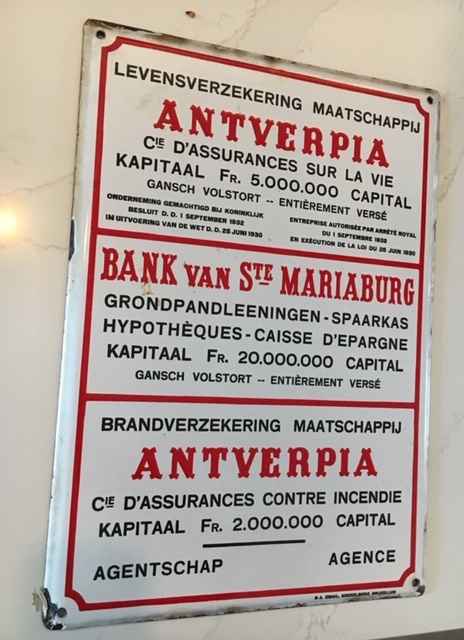 LEVENSVERZEKERING MAATSCHAPPIJ
ANTVERPIA
CIE D'ASSURANCES SUR LA VIE
KAPITAAL FR. 5.000.000 CAPITAL
GANSCH VOLSTORT -- ENTIÈREMENT VERSÉ
ONDERNEMING GEMACHTIGD BIJ KONINKLIJK
BESLUIT D.D. 1 SEPTEMBER 1932
IN UITVOERING VAN DE WET D.D. 25 JUNI 1930
ENTREPRISE AUTORISÉE PAR ARRÊTÉ ROYAL
DU 1 SEPTEMBRE 1932
EN EXÉCUTION DE LA LOI DU 25 JUIN 1930
BANK VAN STE MARIABURG
GRONDPANDLEENINGEN - SPAARKAS
HYPOTHÈQUES - CAISSE D'EPARGNE
KAPITAAL FR. 20.000.000 CAPITAL
GANSCH VOLSTORT -- ENTIÈREMENT VERSÉ
BRANDVERZEKERING MAATSCHAPPIJ
ANTVERPIA
CIE D'ASSURANCES CONTRE INCENDIE
KAPITAAL FR. 2.000.000 CAPITAL
AGENTSCHAP AGENCE
EMAIL. KOEKELBERG BRUXELLES